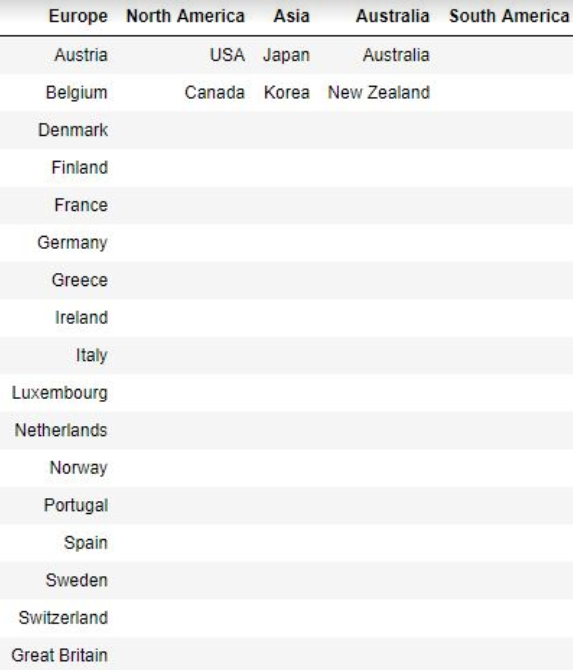 Europe North America Asia Australia South America
Austria USA Japan Australia
Belgium Canada Korea New Zealand
Denmark
Finland
France
Germany
Greece
Ireland
Italy
Luxembourg
Netherlands
Norway
Portugal
Spain
Sweden
Switzerland
Great Britain